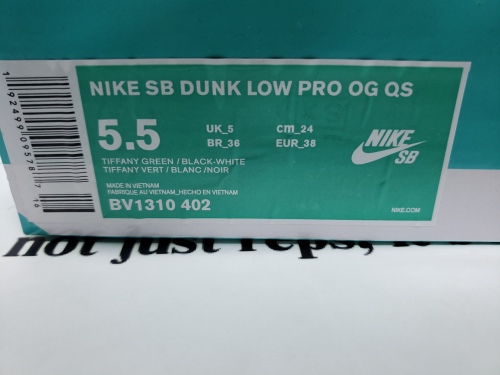 NIKE SB DUNK LOW PRO OG QS
5.5
UK_5
cm_24
BR_36
EUR_38
NIKE
SB
TIFFANY GREEN / BLACK-WHITE
TIFFANY VERT / BLANC /NOIR
MADE IN VIETNAM
FABRIQUE AU VIETNAM_HECHO EN VIETNAM
BV1310 402
NIKE.COM
not just reps,